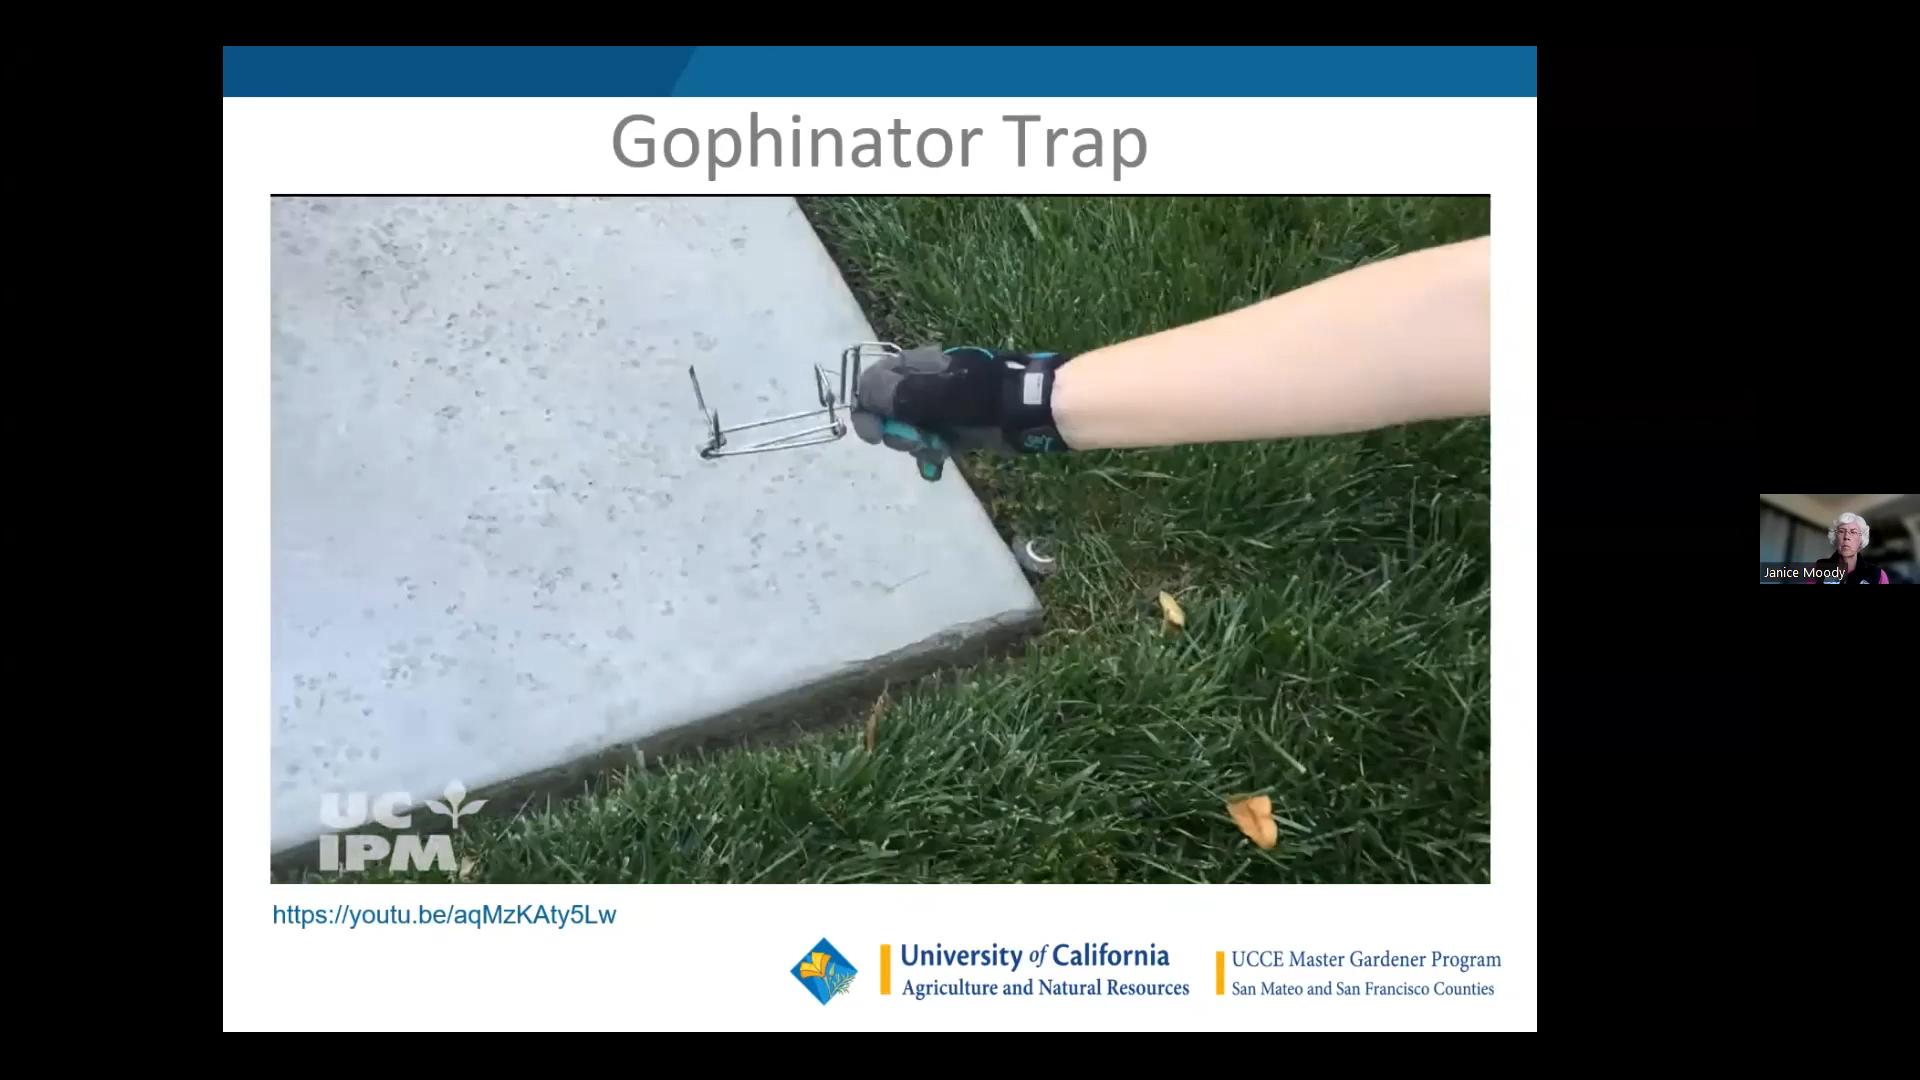 Gophinator Trap
UC
IPM
https://youtu.be/aqMzKAty5Lw
University of California
Agriculture and Natural Resources
UCCE Master Gardener Program
San Mateo and San Francisco Counties
Janice Moody